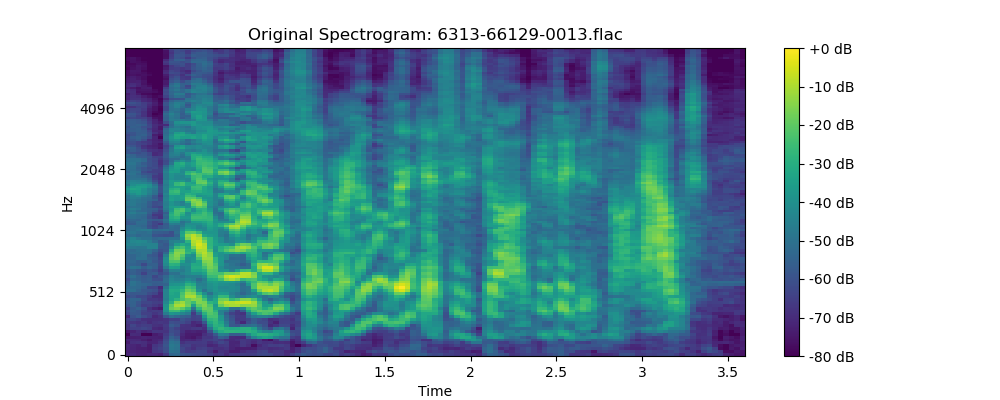 Original Spectrogram: 6313-66129-0013.flac
Hz
4096
2048
1024
512
0
0 0.5 1 1.5 2 2.5 3 3.5
Time
+0 dB
-10 dB
-20 dB
-30 dB
-40 dB
-50 dB
-60 dB
-70 dB
-80 dB